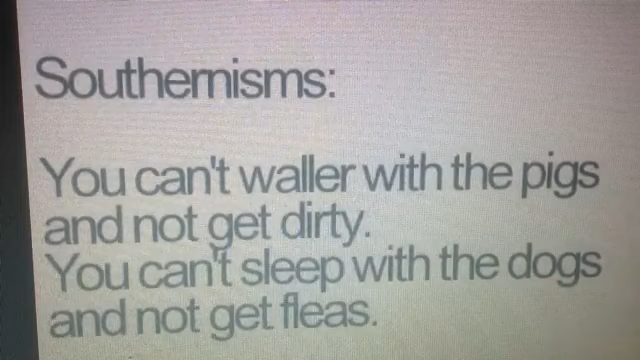 Southernisms:
You can't waller with the pigs
and not get dirty.
You can't sleep with the dogs
and not get fleas.